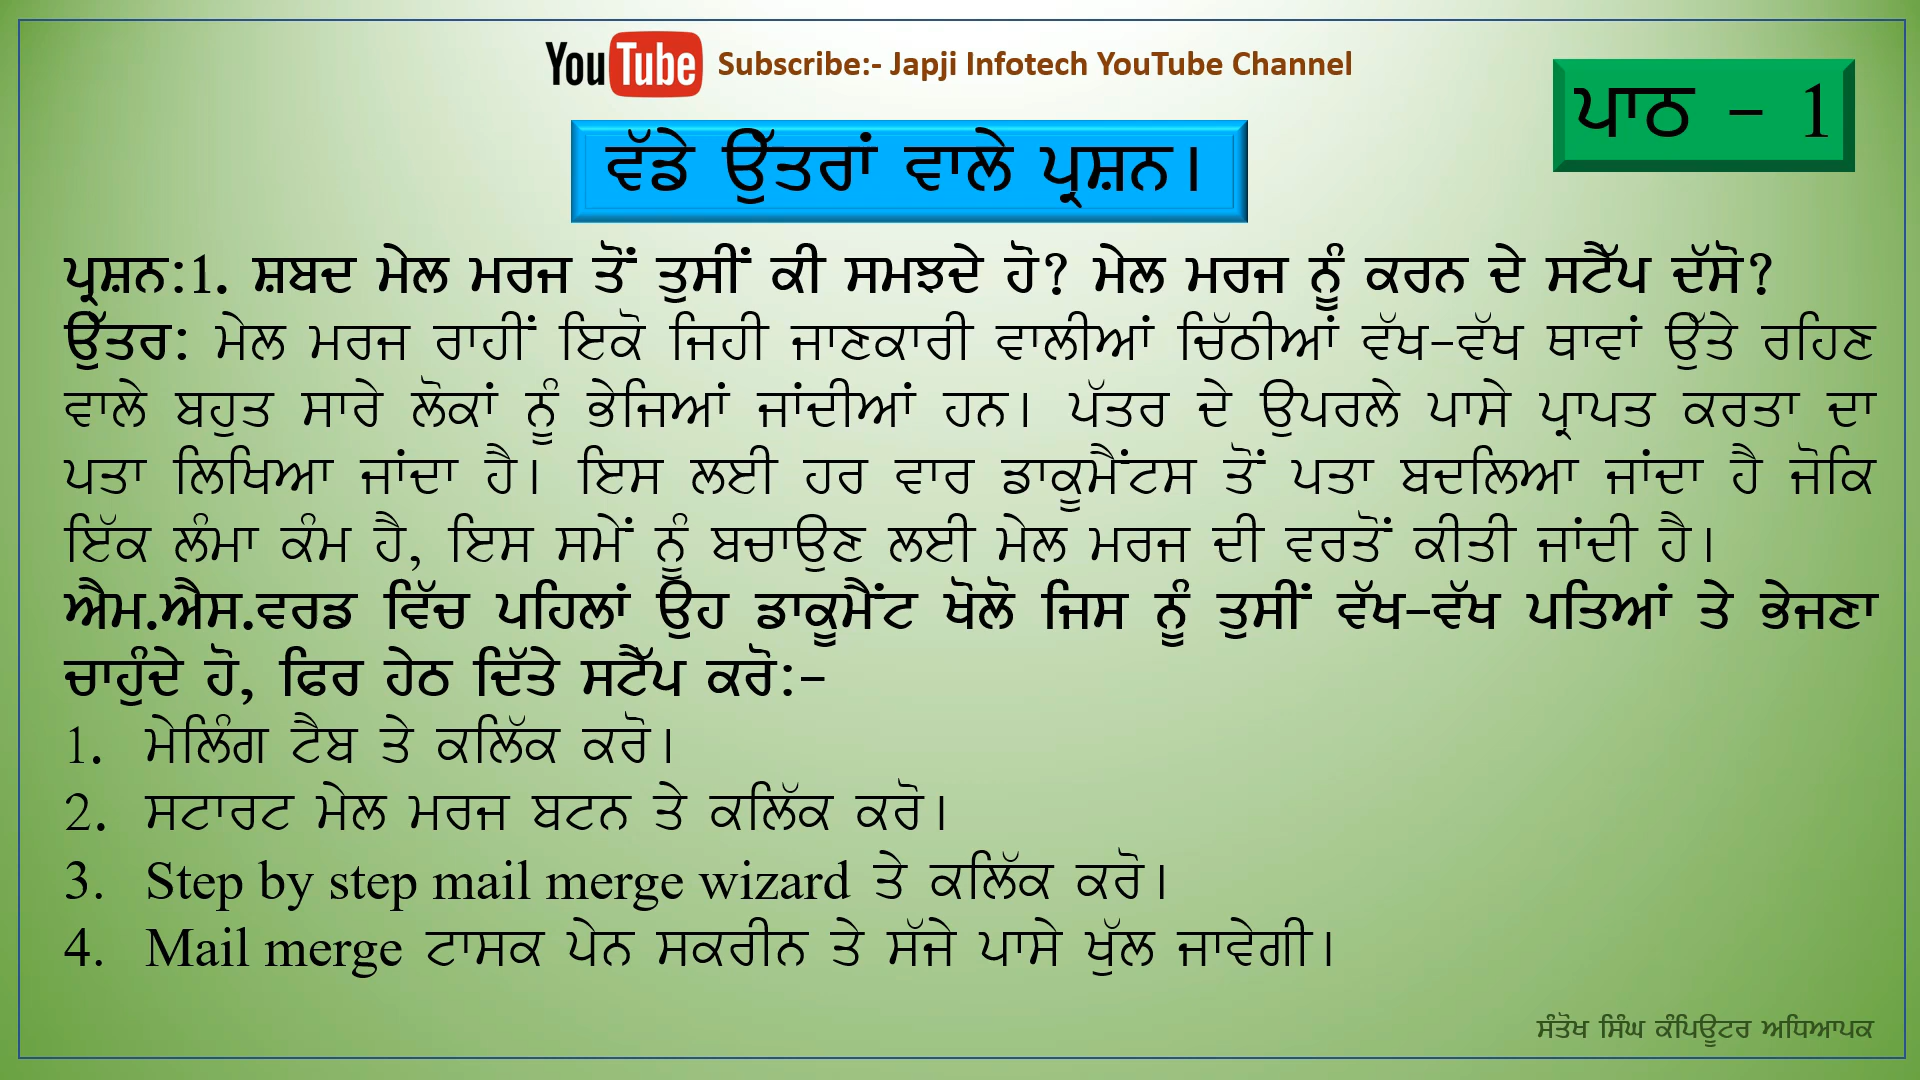 YouTube Subscribe:- Japji Infotech YouTube Channel
ਪਾਠ - 1
ਵੱਡੇ ਉੱਤਰਾਂ ਵਾਲੇ ਪ੍ਰਸ਼ਨ।
ਪ੍ਰਸ਼ਨ:1. ਸ਼ਬਦ ਮੇਲ ਮਰਜ ਤੋਂ ਤੁਸੀਂ ਕੀ ਸਮਝਦੇ ਹੋ? ਮੇਲ ਮਰਜ ਨੂੰ ਕਰਨ ਦੇ ਸਟੈੱਪ ਦੱਸੋ?
ਉੱਤਰ: ਮੇਲ ਮਰਜ ਰਾਹੀਂ ਇਕੋ ਜਿਹੀ ਜਾਣਕਾਰੀ ਵਾਲੀਆਂ ਚਿੱਠੀਆਂ ਵੱਖ-ਵੱਖ ਥਾਵਾਂ ਉੱਤੇ ਰਹਿਣ
ਵਾਲੇ ਬਹੁਤ ਸਾਰੇ ਲੋਕਾਂ ਨੂੰ ਭੇਜਿਆਂ ਜਾਂਦੀਆਂ ਹਨ। ਪੱਤਰ ਦੇ ਉਪਰਲੇ ਪਾਸੇ ਪ੍ਰਾਪਤ ਕਰਤਾ ਦਾ
ਪਤਾ ਲਿਖਿਆ ਜਾਂਦਾ ਹੈ। ਇਸ ਲਈ ਹਰ ਵਾਰ ਡਾਕੂਮੈਂਟਸ ਤੋਂ ਪਤਾ ਬਦਲਿਆ ਜਾਂਦਾ ਹੈ ਜੋਕਿ
ਇੱਕ ਲੰਮਾ ਕੰਮ ਹੈ, ਇਸ ਸਮੇਂ ਨੂੰ ਬਚਾਉਣ ਲਈ ਮੇਲ ਮਰਜ ਦੀ ਵਰਤੋਂ ਕੀਤੀ ਜਾਂਦੀ ਹੈ।
ਐਮ.ਐਸ.ਵਰਡ ਵਿੱਚ ਪਹਿਲਾਂ ਉਹ ਡਾਕੂਮੈਂਟ ਖੋਲੋ ਜਿਸ ਨੂੰ ਤੁਸੀਂ ਵੱਖ-ਵੱਖ ਪਤਿਆਂ ਤੇ ਭੇਜਣਾ
ਚਾਹੁੰਦੇ ਹੋ, ਫਿਰ ਹੇਠ ਦਿੱਤੇ ਸਟੈੱਪ ਕਰੋ:-
1. ਮੇਲਿੰਗ ਟੈਬ ਤੇ ਕਲਿੱਕ ਕਰੋ।
2. ਸਟਾਰਟ ਮੇਲ ਮਰਜ ਬਟਨ ਤੇ ਕਲਿੱਕ ਕਰੋ।
3. Step by step mail merge wizard ਤੇ ਕਲਿੱਕ ਕਰੋ।
4. Mail merge ਟਾਸਕ ਪੇਨ ਸਕਰੀਨ ਤੇ ਸੱਜੇ ਪਾਸੇ ਖੁੱਲ ਜਾਵੇਗੀ।
ਸੰਤੋਖ ਸਿੰਘ ਕੰਪਿਊਟਰ ਅਧਿਆਪਕ